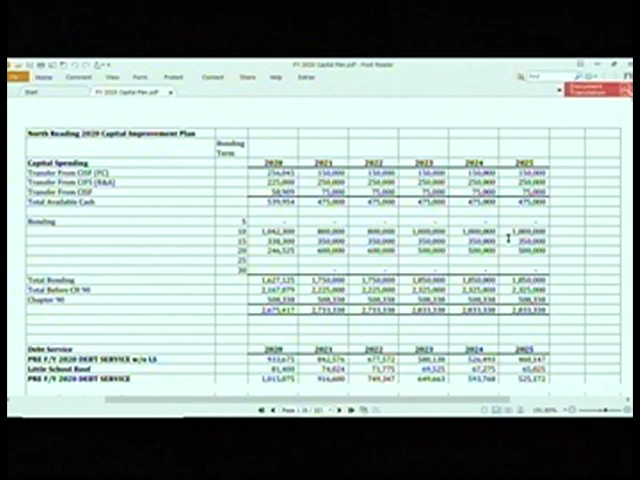 FY 2020 Capital Plan.pdf - Foxit Reader
Home Comment View Form Protect Connect Share Help Extras
Find
Start FY 2020 Capital Plan.pdf
Document Translation
North Reading 2020 Capital Improvement Plan
Bonding
Term
Capital Spending 2020 2021 2022 2023 2024 2025
Transfer From 150,000 150,000 150,000 150,000 150,000
Transfer From 225,000 250,000 250,000 250,000 250,000 250,000
Transfer From 58,909 75,000 75,000 75,000 75,000 75,000
Total Available Cash 539,954 475,000 475,000 475,000 475,000 475,000
Bonding 5 - - - - - -
10 1,042,300 800,000 800,000 1,000,000 1,000,000 1,000,000
15 338,300 350,000 350,000 350,000 350,000 350,000
20 246,525 600,000 600,000 500,000 500,000 500,000
25
30 - - - - -
Total Bonding 1,627,125 1,750,000 1,750,000 1,850,000 1,850,000 1,850,000
Total Before CH 90 2,167,079 2,225,000 2,225,000 2,325,000 2,325,000 2,325,000
Chapter 90 508,338 508,338 508,338 508,338 508,338 508,338
2,675,417 2,733,338 2,733,338 2,833,338 2,833,338 2,833,338
Debt Service 2020 2021 2022 2023 2024 2025
PRE F/Y 2020 DEBT SERVICE w/o LS 933,675 842,576 677,572 580,138 526,493 460,147
Little School Roof 81,400 74,024 71,775 69,525 67,275 65,025
PRE F/Y 2020 DEBT SERVICE 1,015,075 916,600 749,347 649,663 593,768 525,172